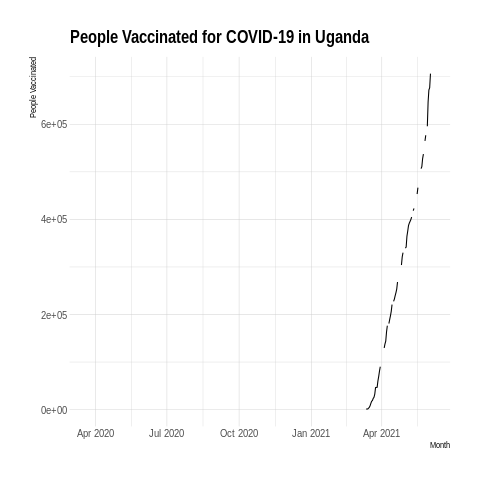 People Vaccinated for COVID-19 in Uganda
People Vaccinated
6e+05
4e+05
2e+05
0e+00
Apr 2020 Jul 2020 Oct 2020 Jan 2021 Apr 2021
Month